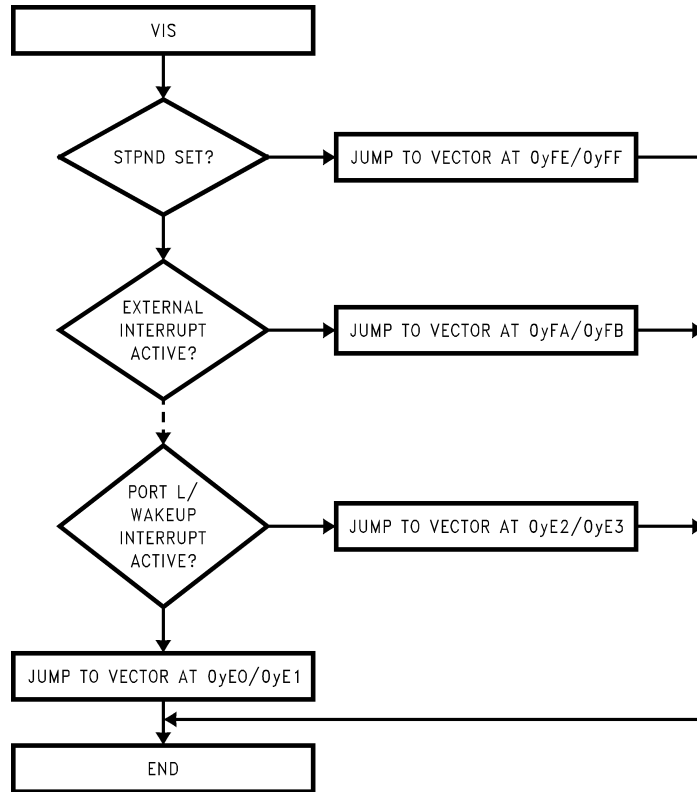 VIS
STPND SET?
JUMP TO VECTOR AT 0yFE/0yFF
EXTERNAL
INTERRUPT
ACTIVE?
JUMP TO VECTOR AT 0yFA/0yFB
PORT L/
WAKEUP
INTERRUPT
ACTIVE?
JUMP TO VECTOR AT 0yE2/0yE3
JUMP TO VECTOR AT 0yE0/0yE1
END